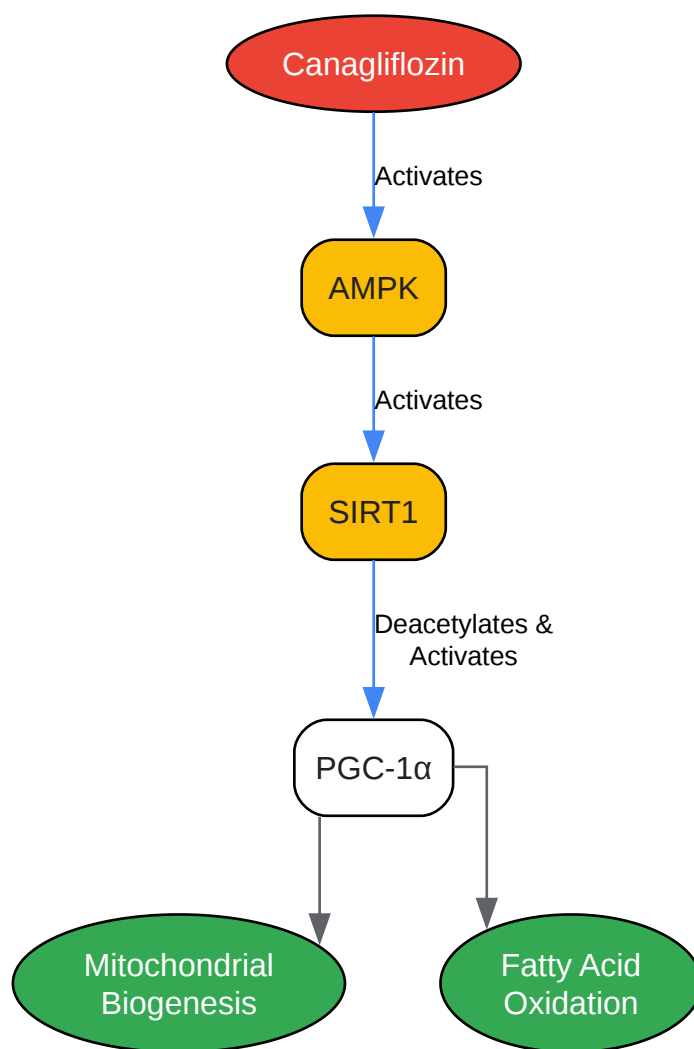 Canagliflozin
Activates
AMPK
Activates
SIRT1
Deacetylates &
Activates
PGC-1α
Mitochondrial
Biogenesis
Fatty Acid
Oxidation